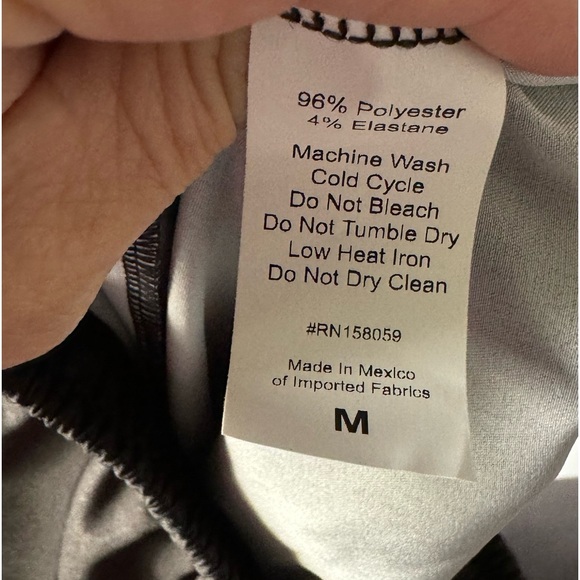 96% Polyester
4% Elastane
Machine Wash
Cold Cycle
Do Not Bleach
Do Not Tumble Dry
Low Heat Iron
Do Not Dry Clean
#RN158059
Made In Mexico
of Imported Fabrics
M